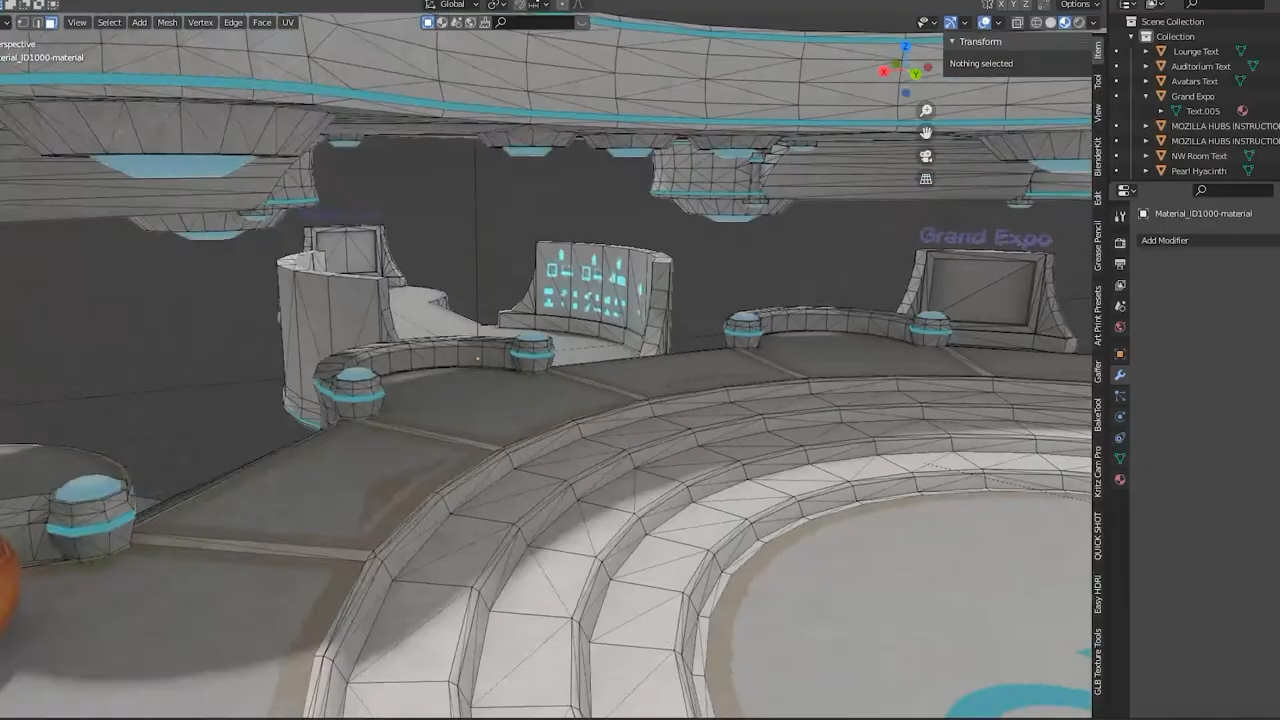 Global
Options
View Select Add Mesh Vertex Edge Face UV
X Y Z
erspective
terial_ID1000-material
Transform
Nothing selected
Z
X
Y
Item
Tool
View
BlenderKit
Edit
Grease Pencil
Art Print Presets
Gaffer
BakeTool
Kritz Cam Pro
QUICK SHOT
Easy HDRI
GLB Texture Tools
Grand Expo
Scene Collection
Collection
Lounge Text
Auditorium Text
Avatars Text
Grand Expo
Text.005
MOZILLA HUBS INSTRUCTIO
MOZILLA HUBS INSTRUCTIO
NW Room Text
Pearl Hyacinth
Material_ID1000-material
Add Modifier